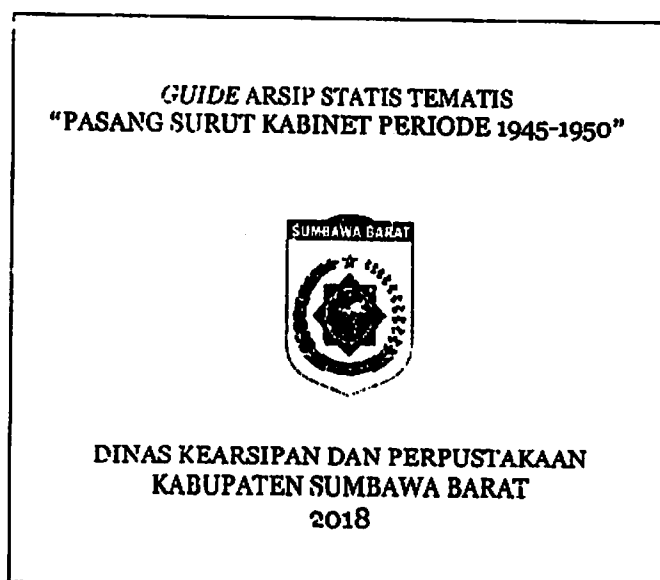 GUIDE ARSIP STATIS TEMATIS
"PASANG SURUT KABINET PERIODE 1945-1950"
SUMBAWA BARAT
DINAS KEARSIPAN DAN PERPUSTAKAAN
KABUPATEN SUMBAWA BARAT
2018